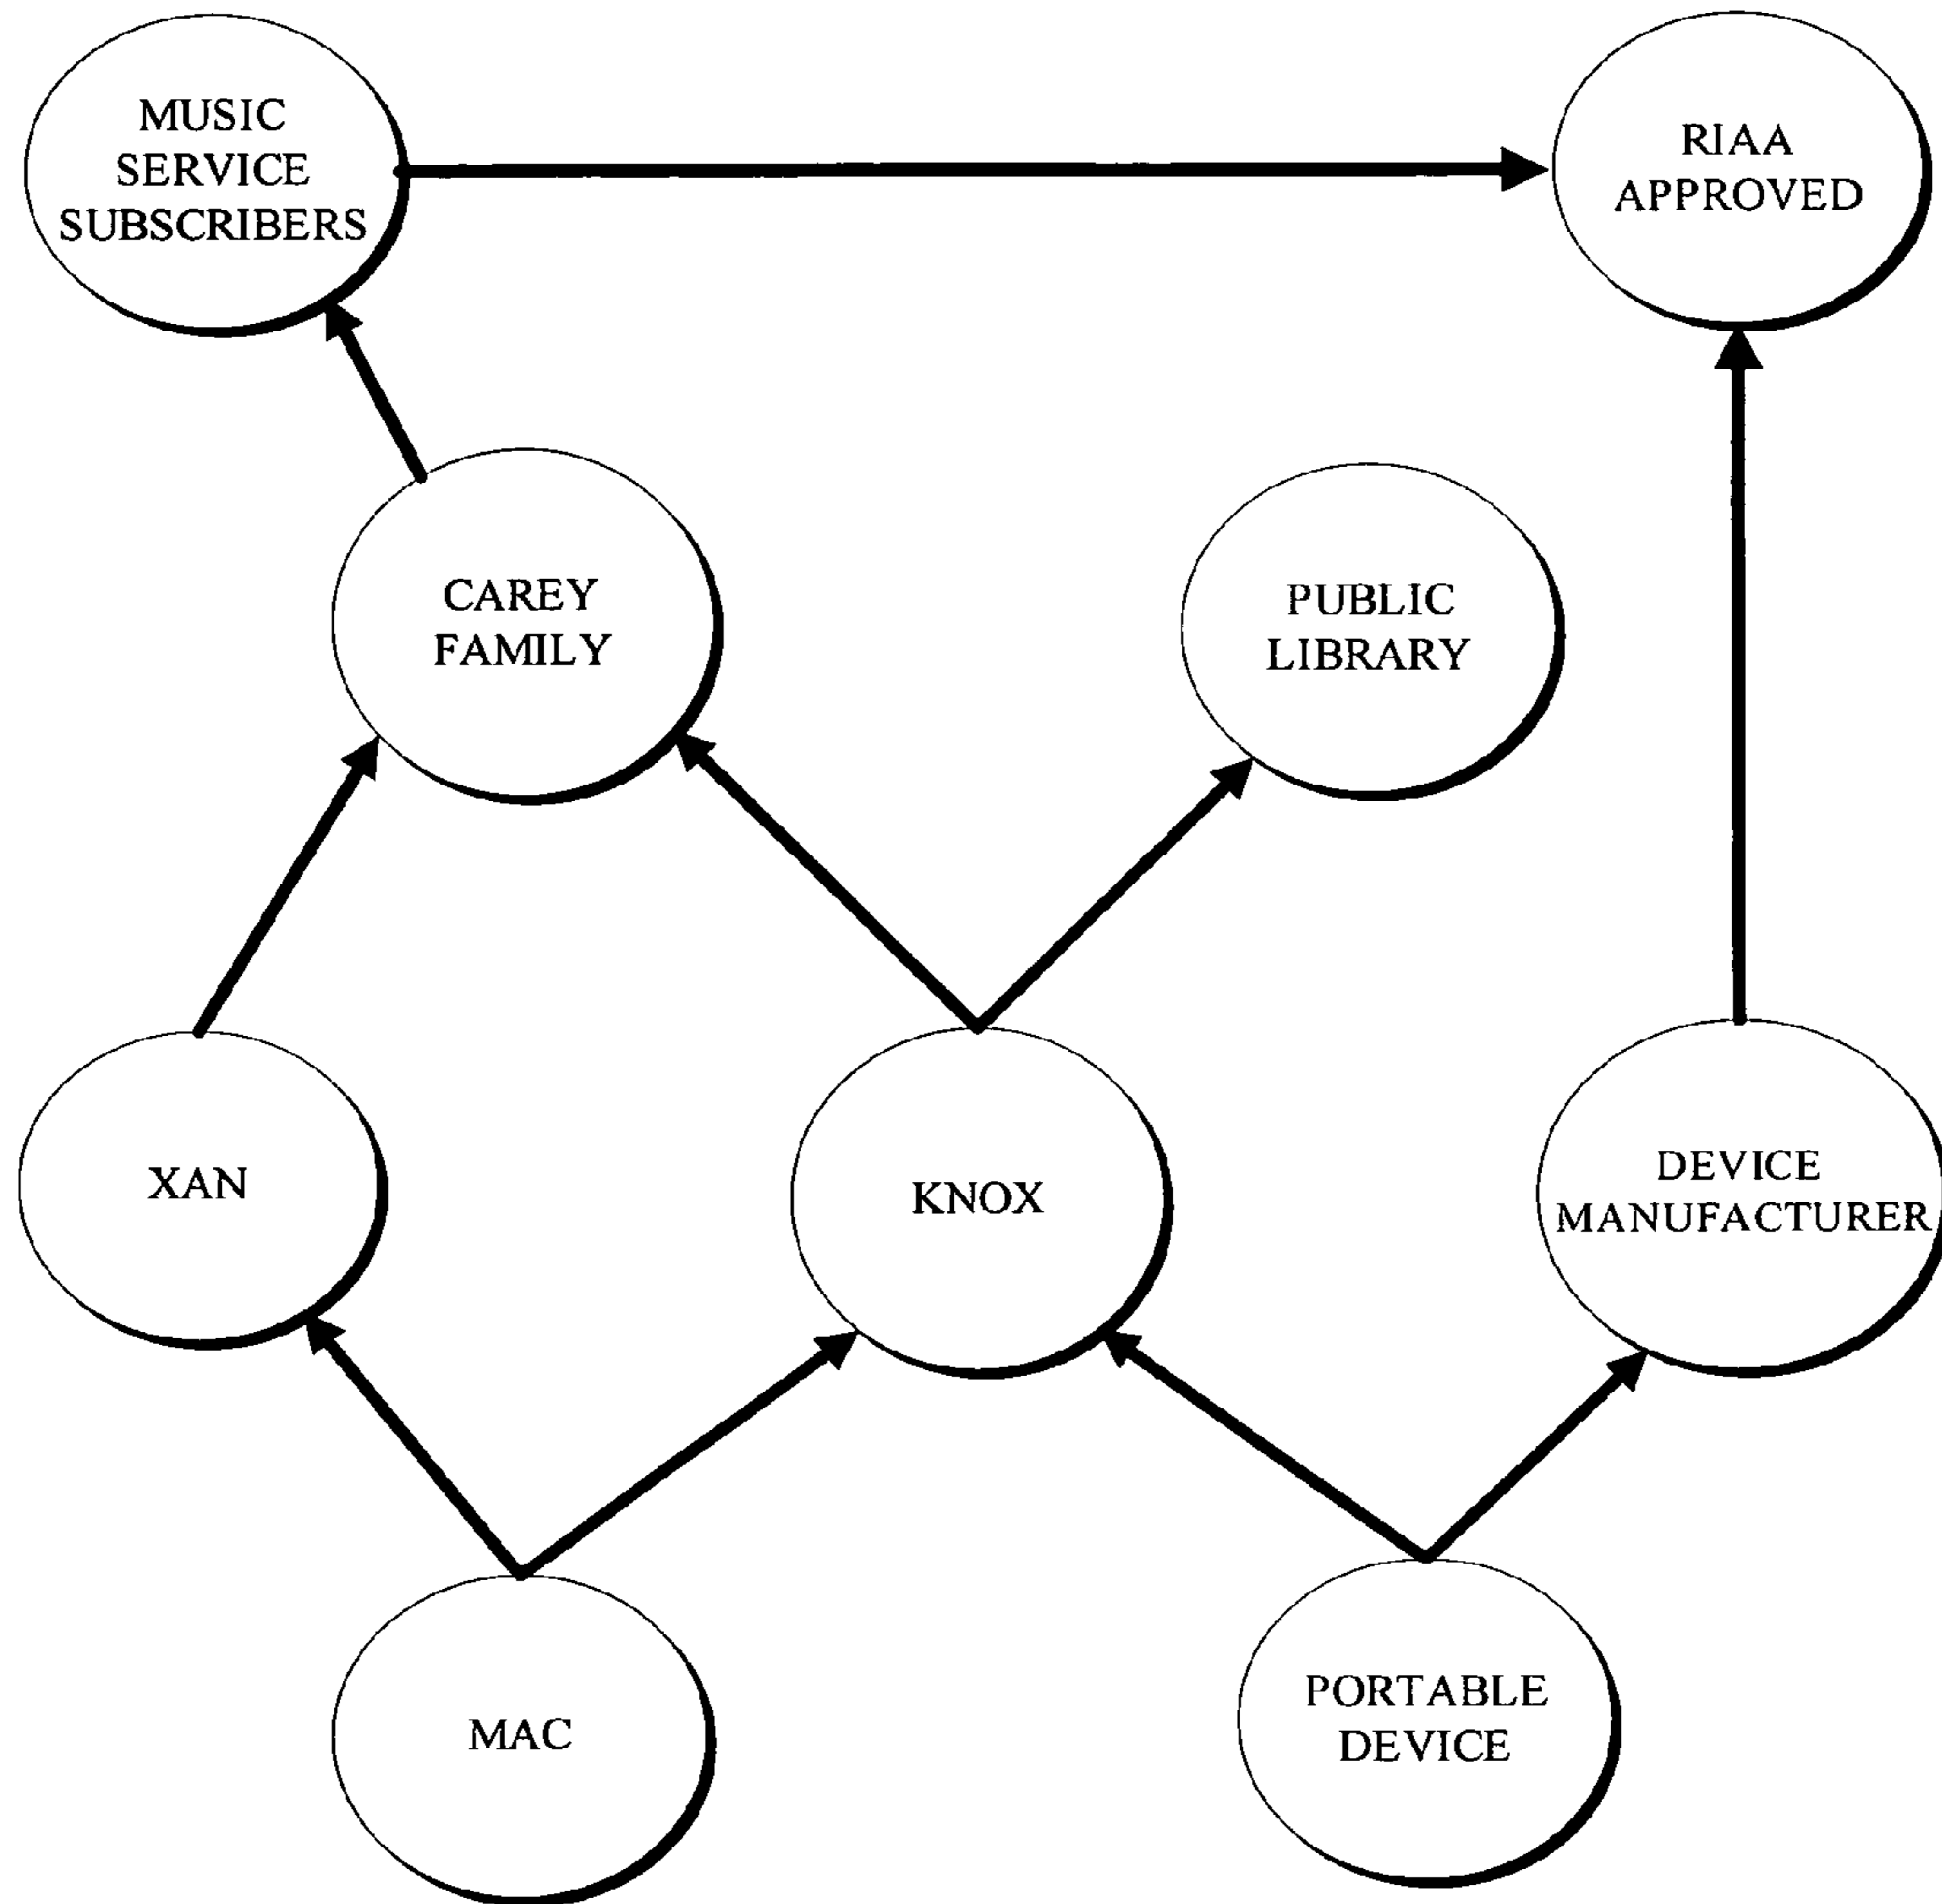 MUSIC
SERVICE
SUBSCRIBERS
RIAA
APPROVED
CAREY
FAMILY
PUBLIC
LIBRARY
XAN
KNOX
DEVICE
MANUFACTURER
MAC
PORTABLE
DEVICE